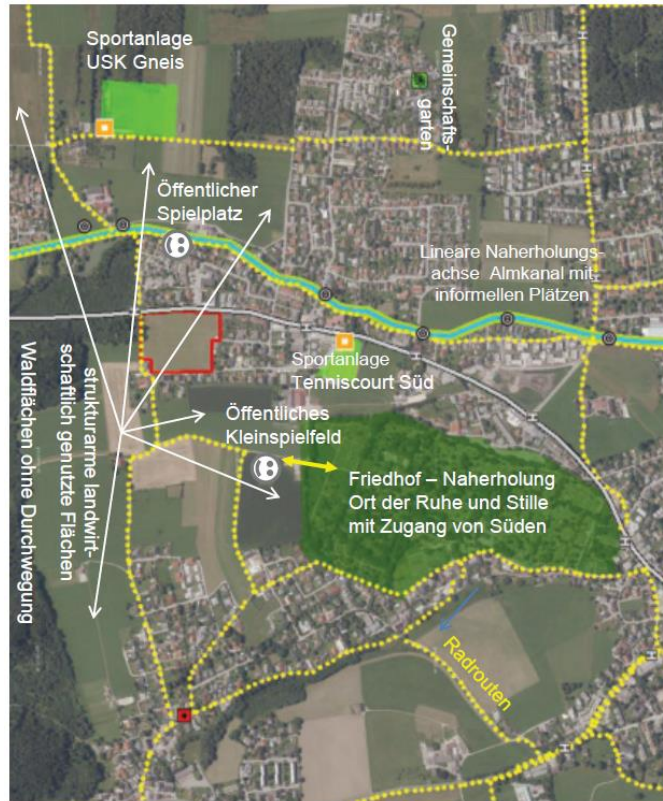 Sportanlage
USK Gneis
Gemeinschafts-
garten
Öffentlicher
Spielplatz
Lineare Naherholungs-
achse Almkanal mit
informellen Plätzen
Sportanlage
Tenniscourt Süd
Öffentliches
Kleinspielfeld
Friedhof – Naherholung
Ort der Ruhe und Stille
mit Zugang von Süden
strukturarme landwirt-
schaftlich genutzte Flächen
Waldflächen ohne Durchwegung
Radrouten
H
H
H
H
H
H
H